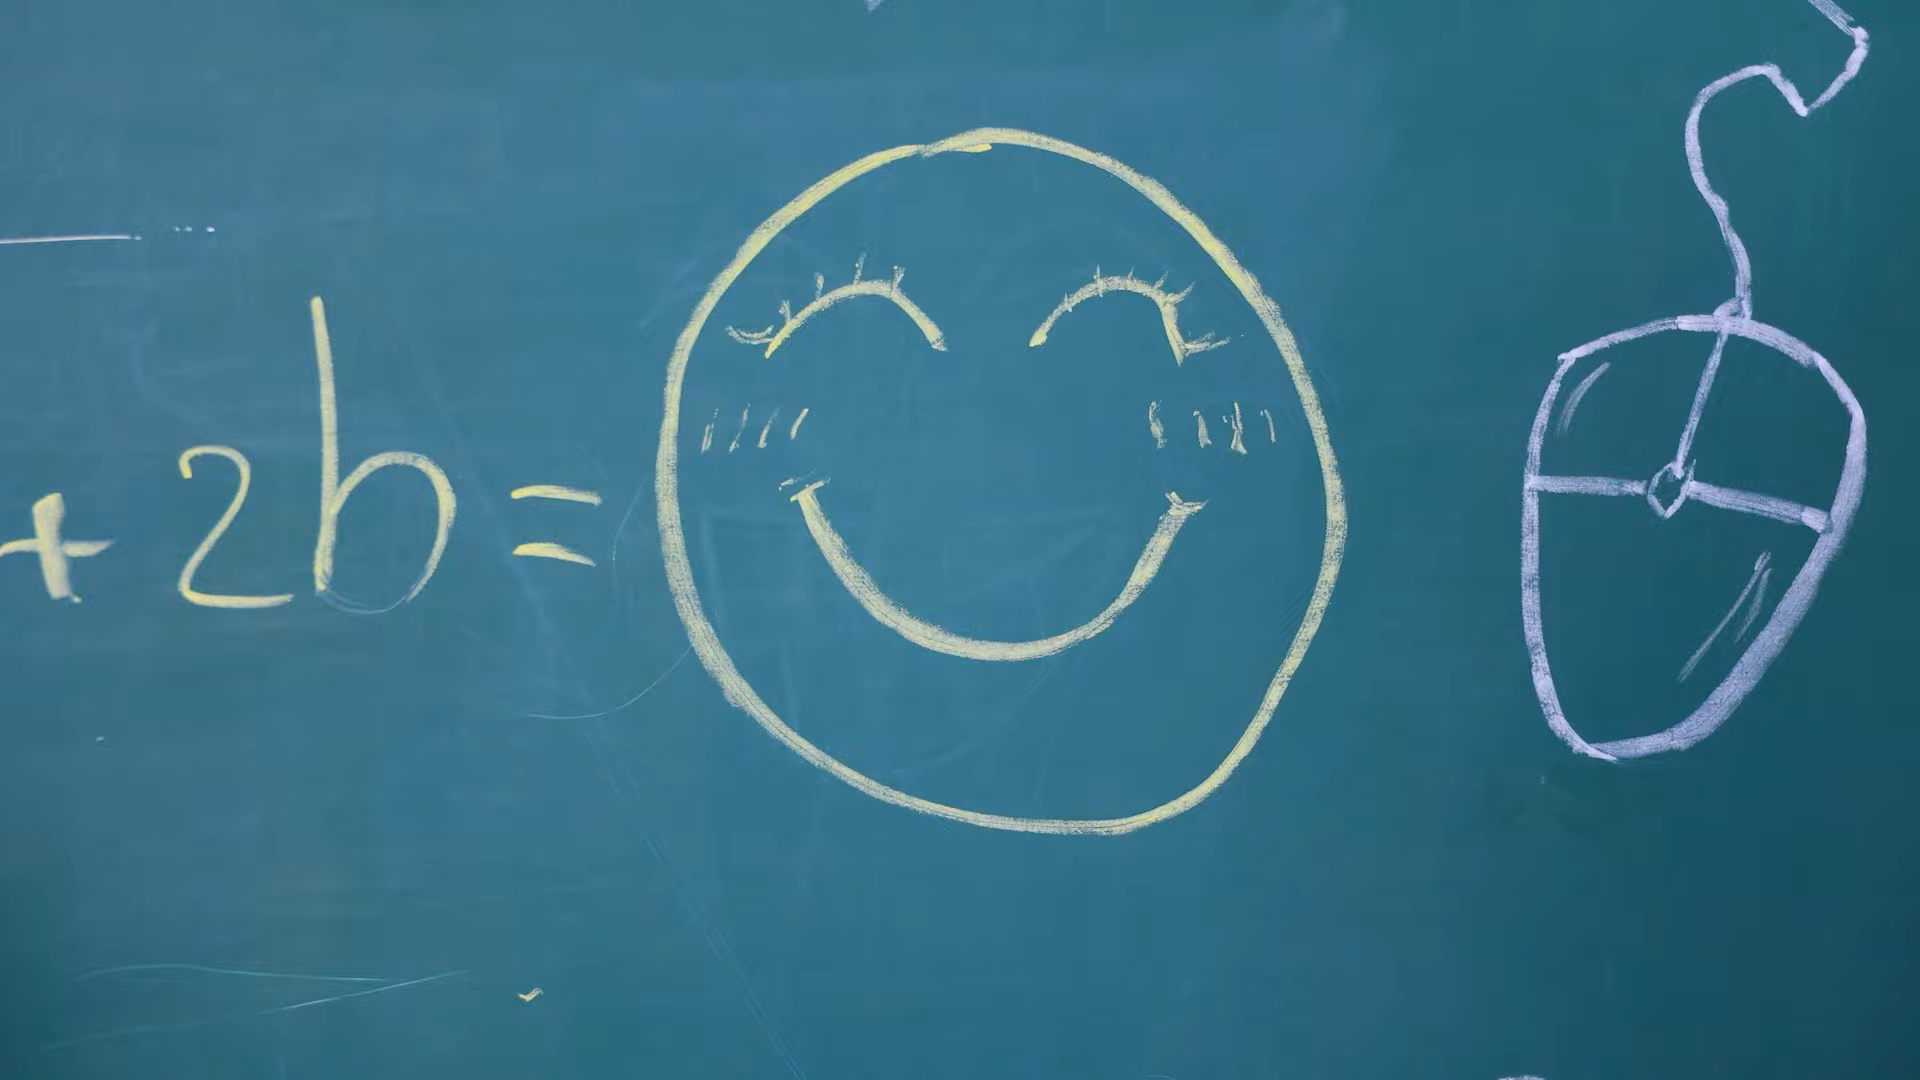 + 2b =